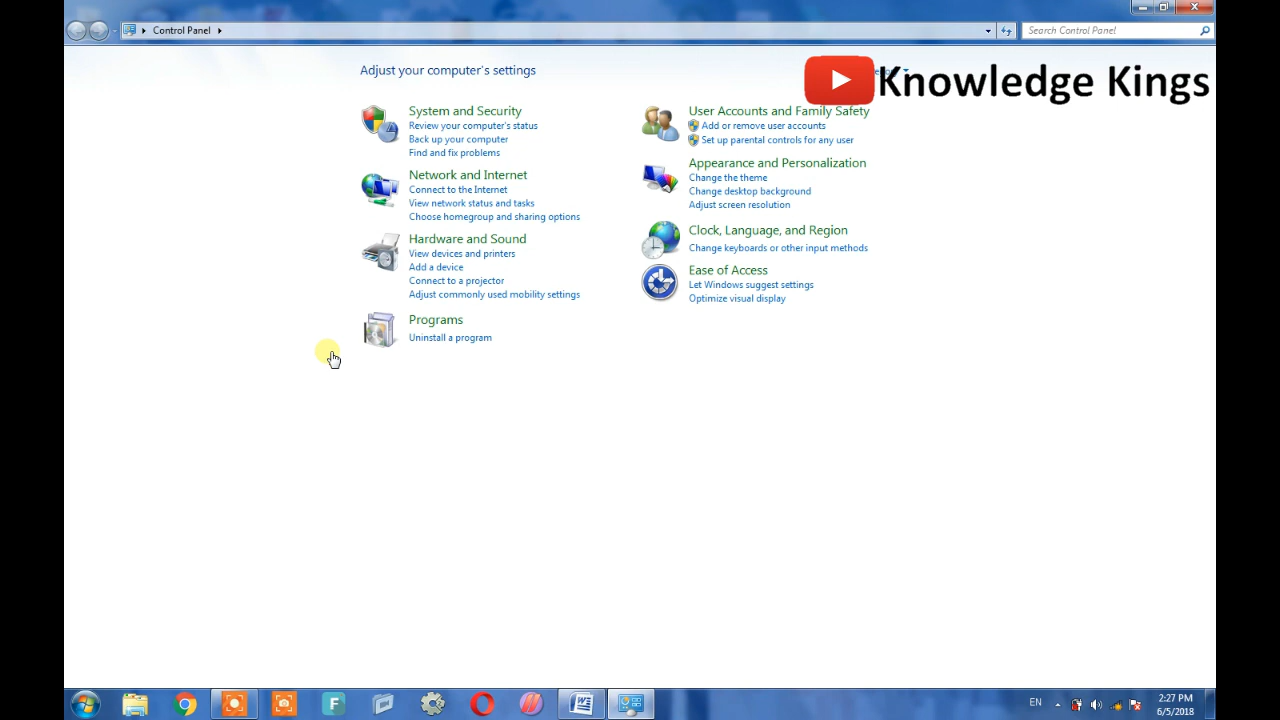 Control Panel
Search Control Panel
Knowledge Kings
Adjust your computer's settings
System and Security
Review your computer's status
Back up your computer
Find and fix problems
Network and Internet
Connect to the Internet
View network status and tasks
Choose homegroup and sharing options
Hardware and Sound
View devices and printers
Add a device
Connect to a projector
Adjust commonly used mobility settings
Programs
Uninstall a program
User Accounts and Family Safety
Add or remove user accounts
Set up parental controls for any user
Appearance and Personalization
Change the theme
Change desktop background
Adjust screen resolution
Clock, Language, and Region
Change keyboards or other input methods
Ease of Access
Let Windows suggest settings
Optimize visual display
F
W
EN
2:27 PM
6/5/2018